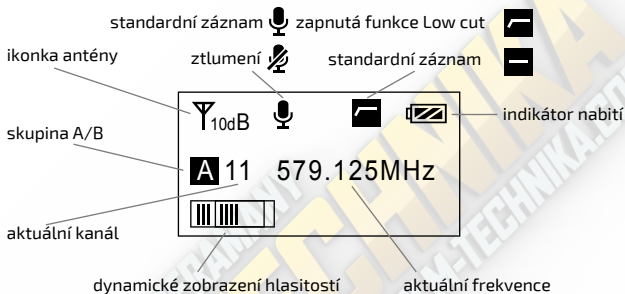 standardní záznam zapnutá funkce Low cut
ikonka antény ztlumení standardní záznam
10dB
indikátor nabití
skupina A/B
A 11 579.125MHz
aktuální kanál
dynamické zobrazení hlasitostí aktuální frekvence